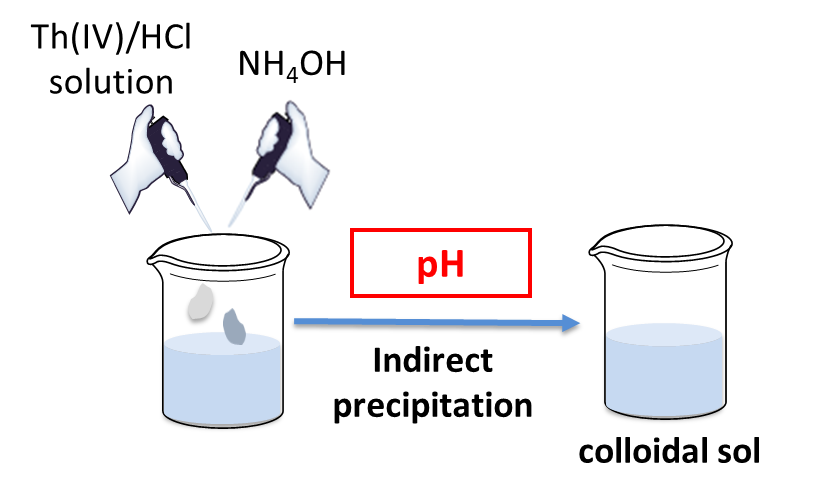 Th(IV)/HCl
solution
NH₄OH
pH
Indirect
precipitation
colloidal sol